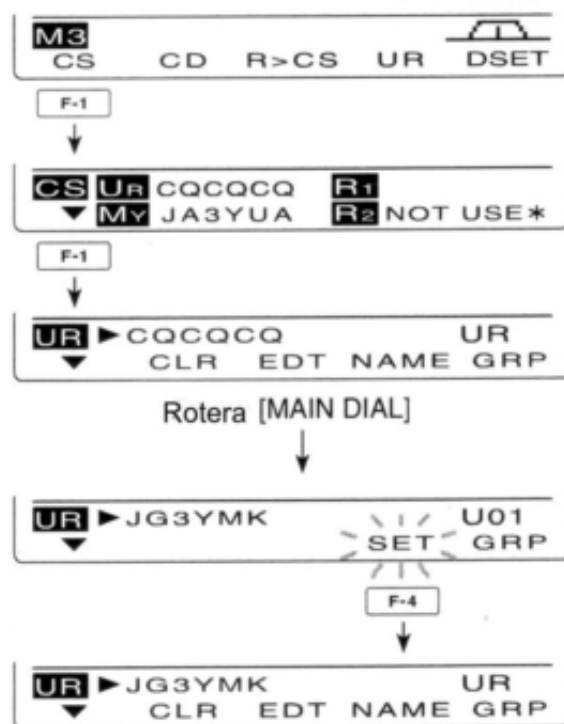 M3
CS CD R>CS UR DSET
F-1
CS UR CQCQCQ R1
▼ MY JA3YUA R2 NOT USE*
F-1
UR ►CQCQCQ UR
▼ CLR EDT NAME GRP
Rotera [MAIN DIAL]
UR ►JG3YMK U01
▼ SET GRP
F-4
UR ►JG3YMK UR
▼ CLR EDT NAME GRP